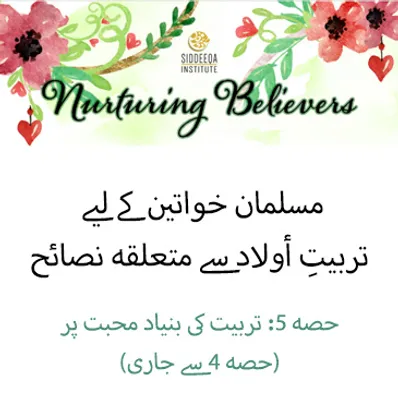 SIDDEEQA
INSTITUTE
Nurturing Believers
مسلمان خواتین کے لیے
تربیتِ أولاد سے متعلقہ نصائح
حصہ 5: تربیت کی بنیاد محبت پر
(حصہ 4 سے جاری)